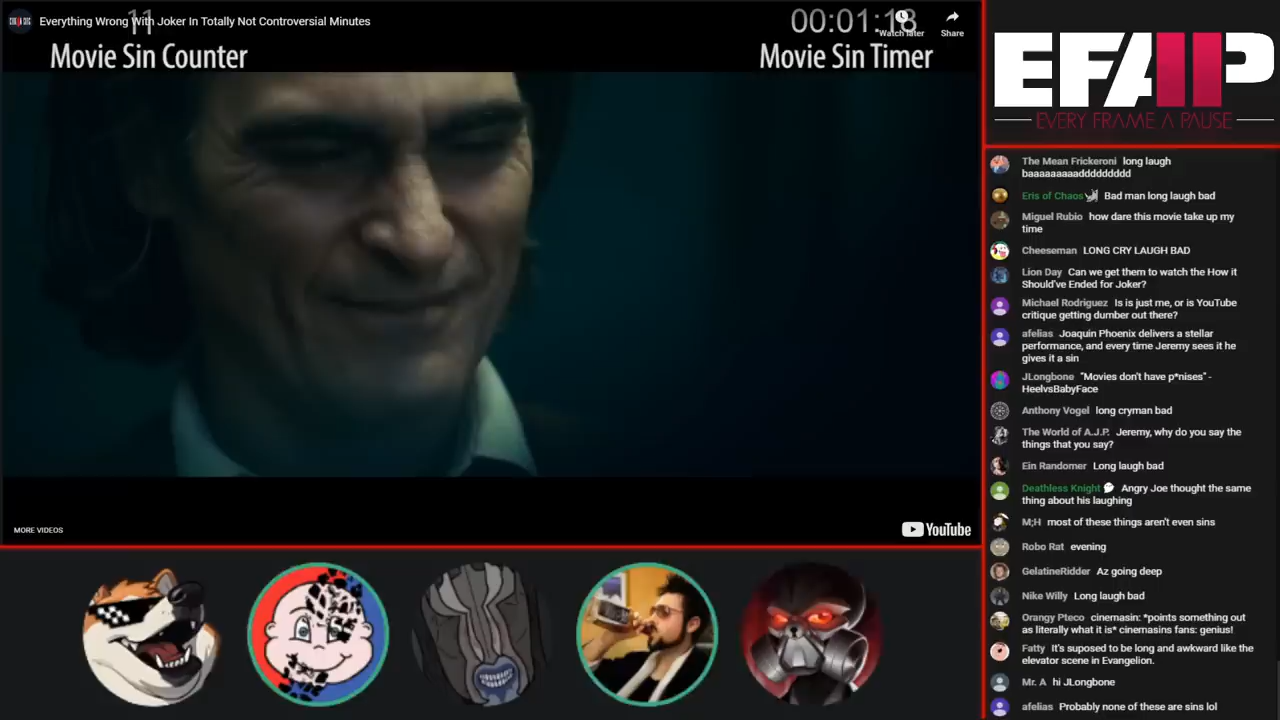 Everything Wrong With Joker In Totally Not Controversial Minutes
11
Movie Sin Counter
00:01:18
Watch later
Share
Movie Sin Timer
MORE VIDEOS
YouTube
EFAP
EVERY FRAME A PAUSE
The Mean Frickeroni long laugh
baaaaaaaaadddddddddd
Eris of Chaos Bad man long laugh bad
Miguel Rubio how dare this movie take up my
time
Cheeseman LONG CRY LAUGH BAD
Lion Day Can we get them to watch the How it
Should've Ended for Joker?
Michael Rodriguez Is is just me, or is YouTube
critique getting dumber out there?
afelias Joaquin Phoenix delivers a stellar
performance, and every time Jeremy sees it he
gives it a sin
JLongbone "Movies don't have p*nises" -
HeelvsBabyFace
Anthony Vogel long cryman bad
The World of A.J.P. Jeremy, why do you say the
things that you say?
Ein Randomer Long laugh bad
Deathless Knight Angry Joe thought the same
thing about his laughing
M;H most of these things aren't even sins
Robo Rat evening
GelatineRidder Az going deep
Nike Willy Long laugh bad
Orangy Pteco cinemasin: *points something out
as literally what it is* cinemasins fans: genius!
Fatty It's suposed to be long and awkward like the
elevator scene in Evangelion.
Mr. A hi JLongbone
afelias Probably none of these are sins lol